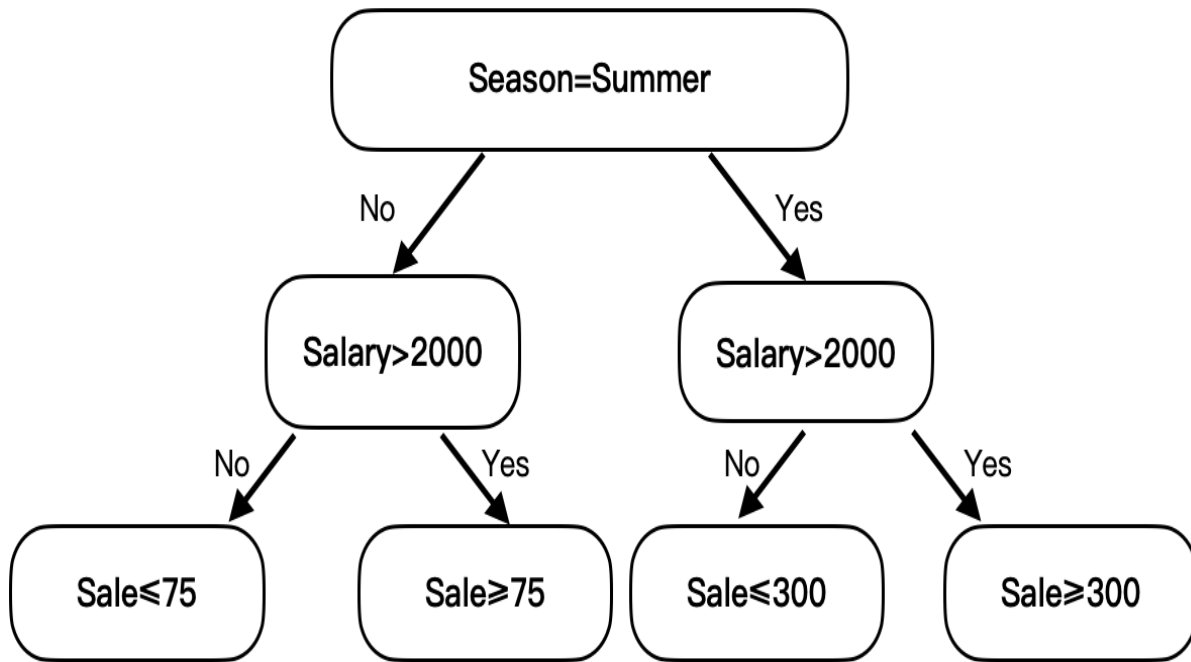 Season=Summer
No
Yes
Salary>2000
Salary>2000
No
Yes
No
Yes
Sale≤75
Sale≥75
Sale≤300
Sale≥300